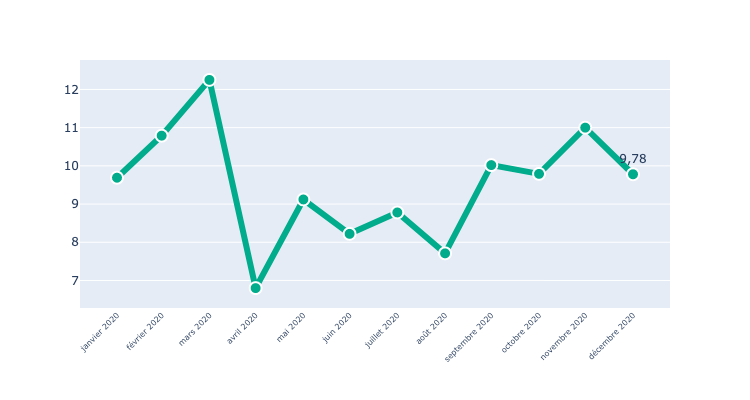 12
11
10
9
8
7
9,78
janvier 2020
février 2020
mars 2020
avril 2020
mai 2020
juin 2020
juillet 2020
août 2020
septembre 2020
octobre 2020
novembre 2020
décembre 2020